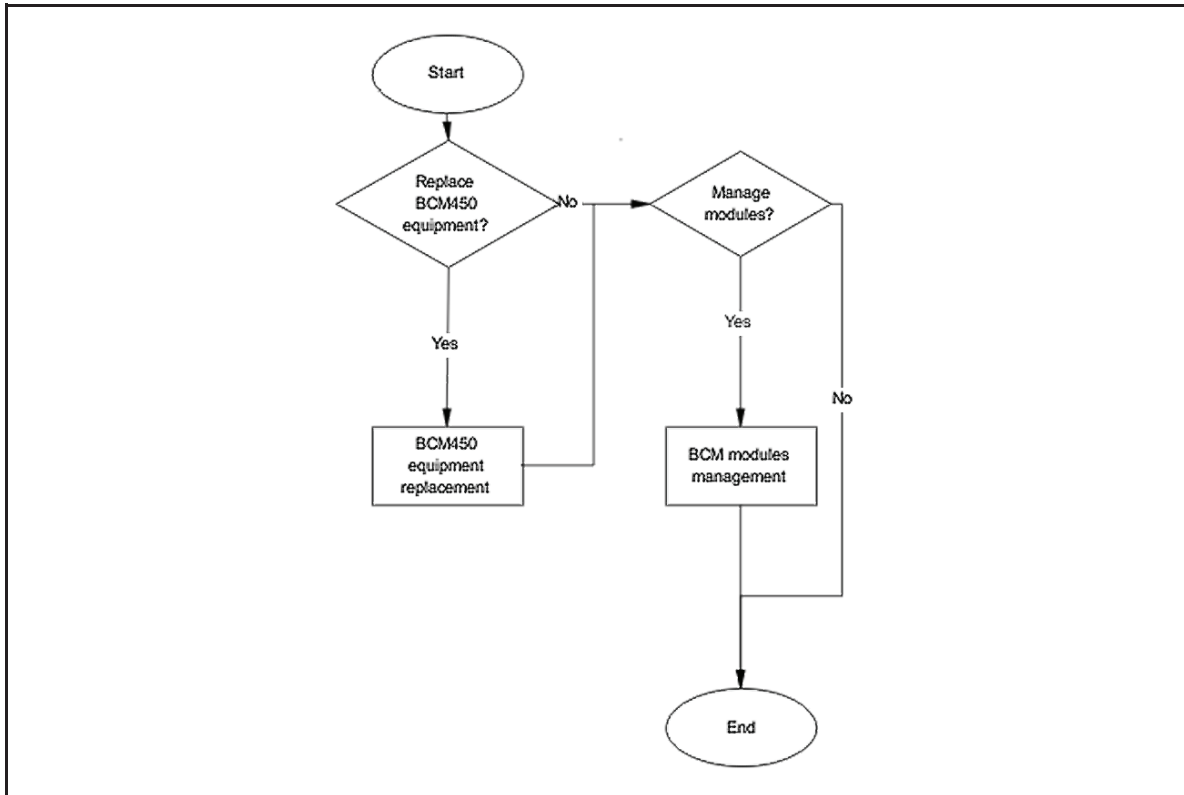 Start
Replace
BCM450
equipment?
No
Manage
modules?
Yes
Yes
No
BCM450
equipment
replacement
BCM modules
management
End